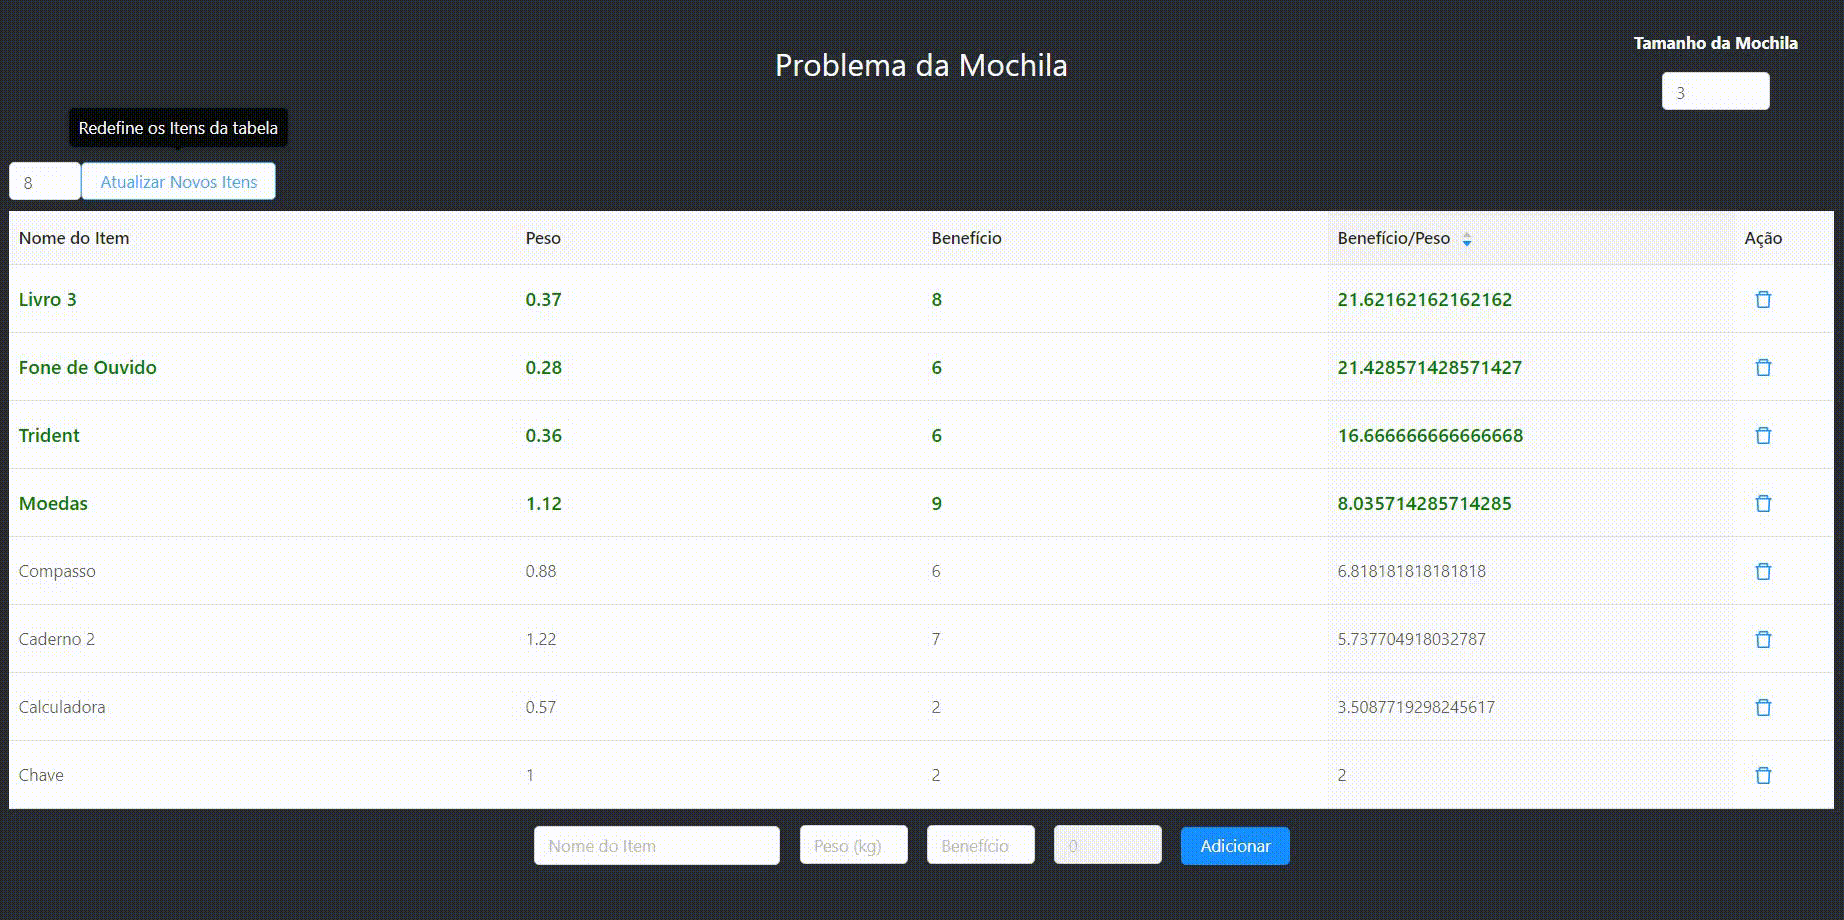 Problema da Mochila
Tamanho da Mochila
3
Redefine os Itens da tabela
8 Atualizar Novos Itens
Nome do Item Peso Benefício Benefício/Peso Ação
Livro 3 0.37 8 21.62162162162162
Fone de Ouvido 0.28 6 21.428571428571427
Trident 0.36 6 16.666666666666668
Moedas 1.12 9 8.035714285714285
Compasso 0.88 6 6.818181818181818
Caderno 2 1.22 7 5.737704918032787
Calculadora 0.57 2 3.5087719298245617
Chave 1 2 2
Nome do Item Peso (kg) Benefício 0 Adicionar